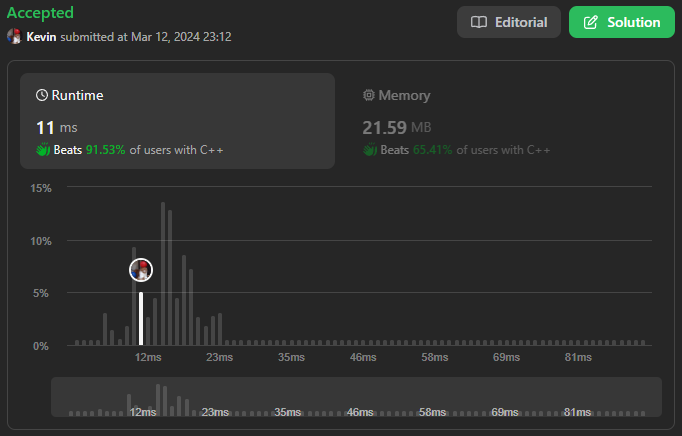 Accepted
Kevin submitted at Mar 12, 2024 23:12
Editorial
Solution
Runtime
11 ms
Beats 91.53% of users with C++
Memory
21.59 MB
Beats 65.41% of users with C++
15%
10%
5%
0%
12ms 23ms 35ms 46ms 58ms 69ms 81ms
12ms 23ms 35ms 46ms 58ms 69ms 81ms